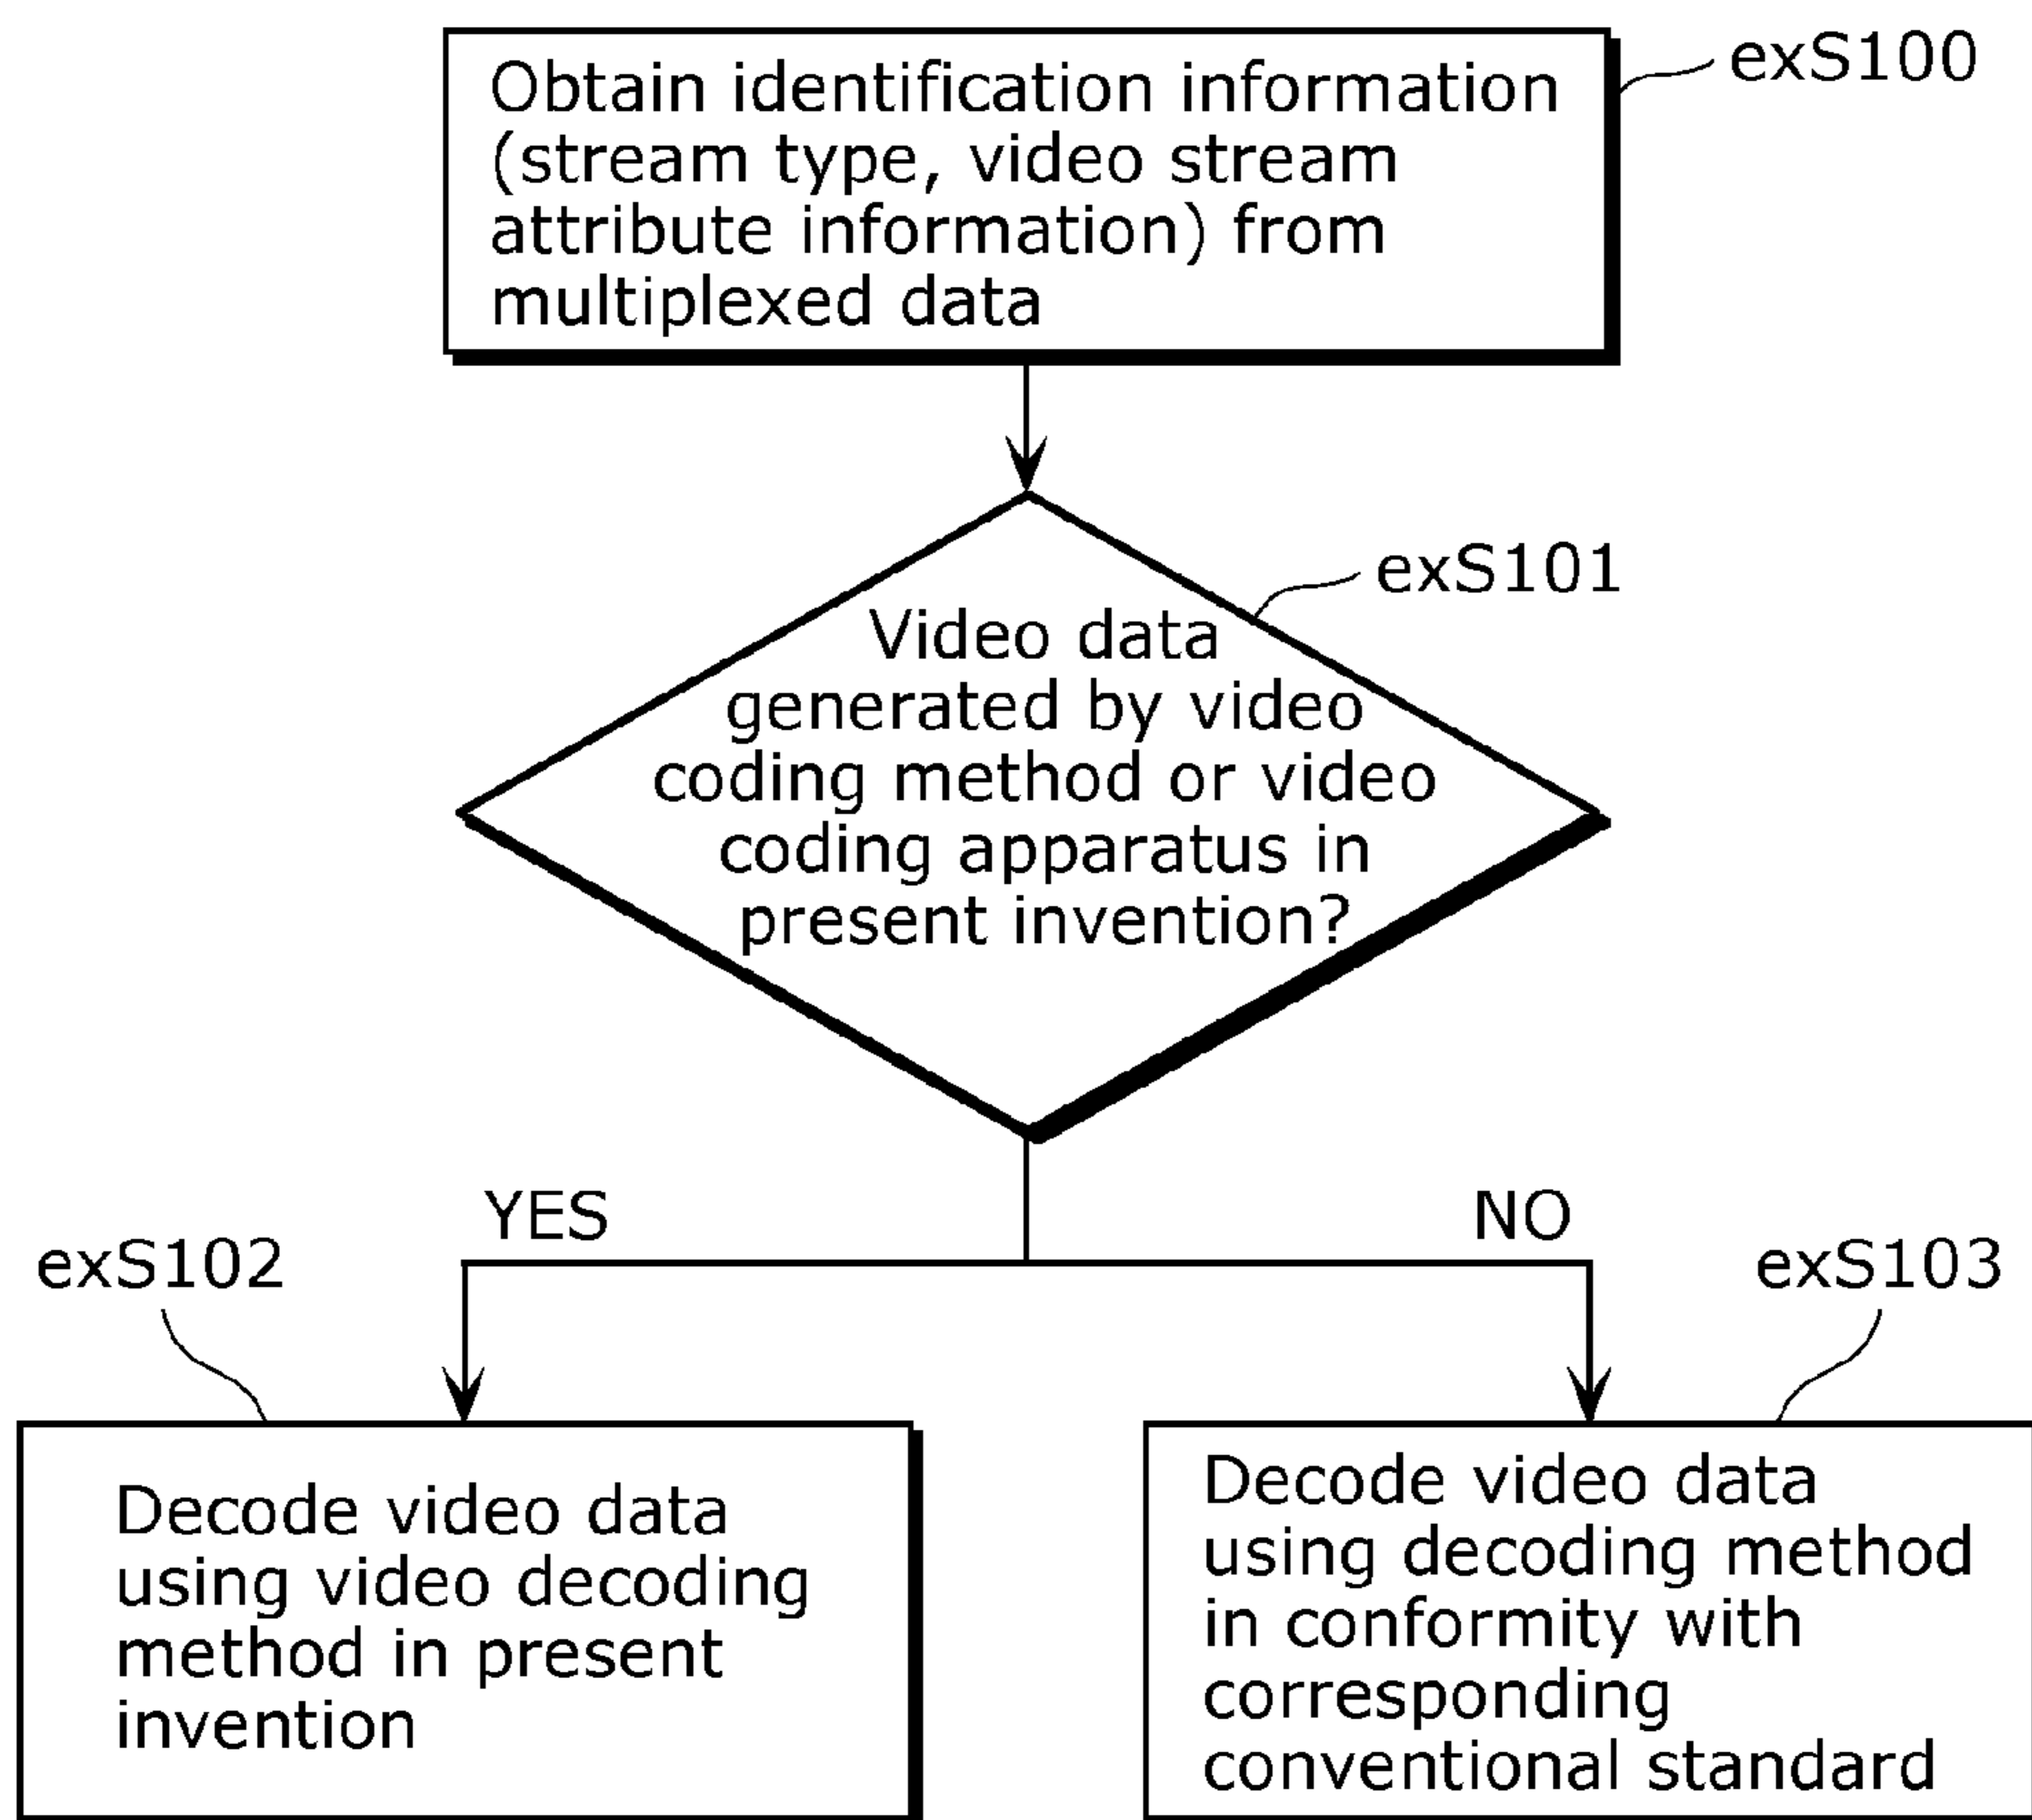 exS100
Obtain identification information
(stream type, video stream
attribute information) from
multiplexed data
exS101
Video data
generated by video
coding method or video
coding apparatus in
present invention?
YES
NO
exS102
exS103
Decode video data
using video decoding
method in present
invention
Decode video data
using decoding method
in conformity with
corresponding
conventional standard